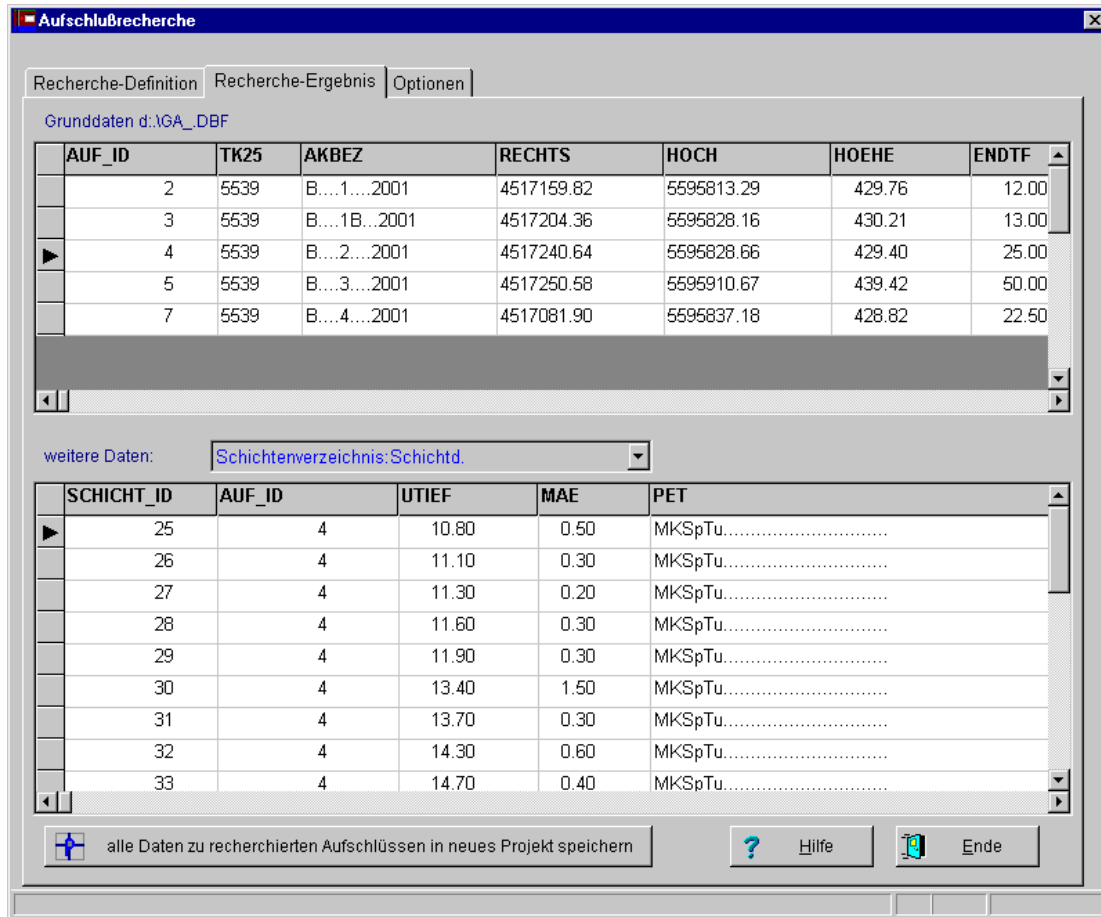 Aufschlußrecherche
Recherche-Definition Recherche-Ergebnis Optionen
Grunddaten d:.\GA_.DBF
AUF_ID TK25 AKBEZ RECHTS HOCH HOEHE ENDTF
2 5539 B....1....2001 4517159.82 5595813.29 429.76 12.00
3 5539 B....1B...2001 4517204.36 5595828.16 430.21 13.00
4 5539 B....2....2001 4517240.64 5595828.66 429.40 25.00
5 5539 B....3....2001 4517250.58 5595910.67 439.42 50.00
7 5539 B....4....2001 4517081.90 5595837.18 428.82 22.50
weitere Daten: Schichtenverzeichnis:Schichtd.
SCHICHT_ID AUF_ID UTIEF MAE PET
25 4 10.80 0.50 MKSpTu..............................
26 4 11.10 0.30 MKSpTu..............................
27 4 11.30 0.20 MKSpTu..............................
28 4 11.60 0.30 MKSpTu..............................
29 4 11.90 0.30 MKSpTu..............................
30 4 13.40 1.50 MKSpTu..............................
31 4 13.70 0.30 MKSpTu..............................
32 4 14.30 0.60 MKSpTu..............................
33 4 14.70 0.40 MKSpTu..............................
alle Daten zu recherchierten Aufschlüssen in neues Projekt speichern ? Hilfe Ende